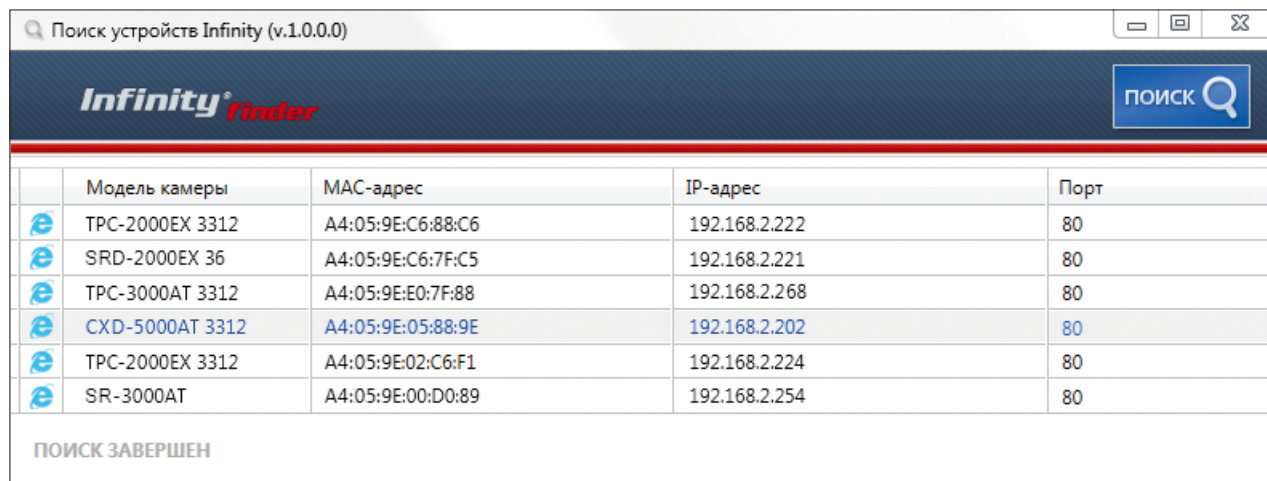 Поиск устройств Infinity (v.1.0.0.0)
Infinity® finder
ПОИСК
Модель камеры MAC-адрес IP-адрес Порт
TPC-2000EX 3312 A4:05:9E:C6:88:C6 192.168.2.222 80
SRD-2000EX 36 A4:05:9E:C6:7F:C5 192.168.2.221 80
TPC-3000AT 3312 A4:05:9E:E0:7F:88 192.168.2.268 80
CXD-5000AT 3312 A4:05:9E:05:88:9E 192.168.2.202 80
TPC-2000EX 3312 A4:05:9E:02:C6:F1 192.168.2.224 80
SR-3000AT A4:05:9E:00:D0:89 192.168.2.254 80
ПОИСК ЗАВЕРШЕН